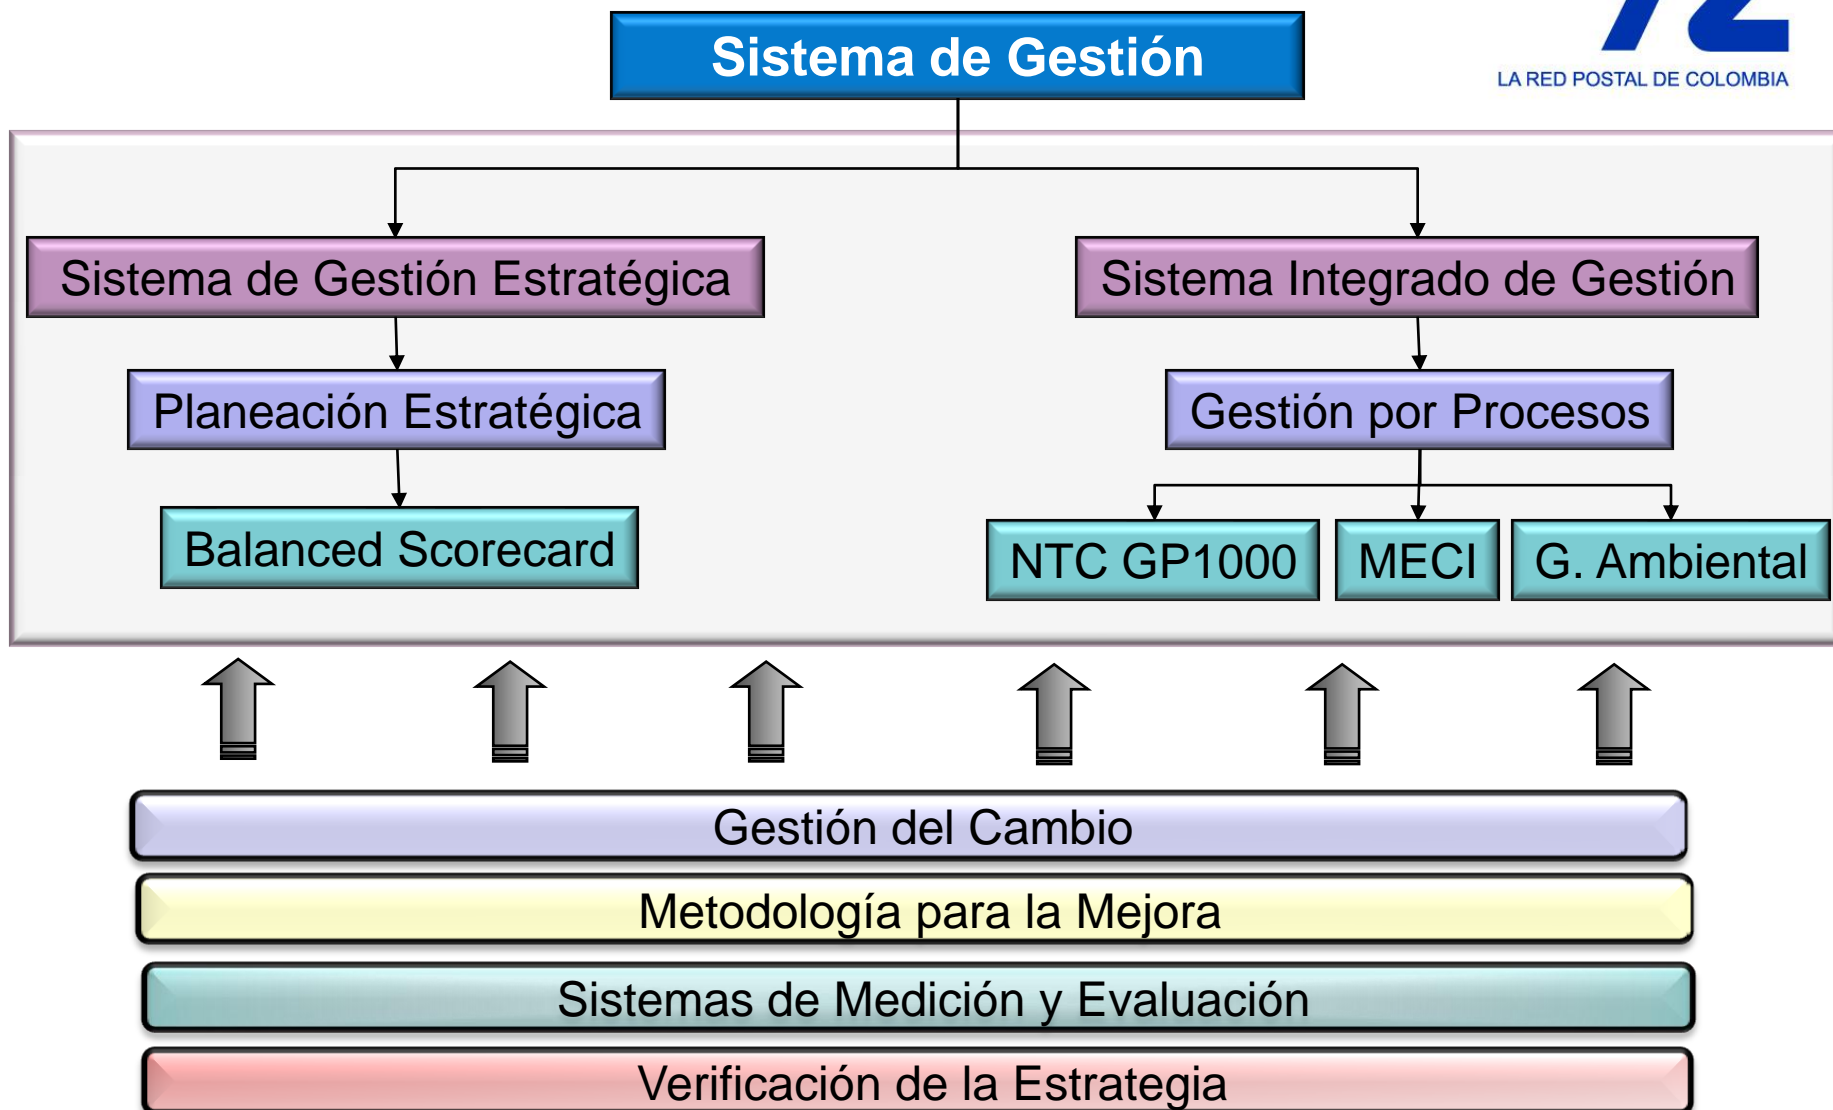 Sistema de Gestión
72
LA RED POSTAL DE COLOMBIA
Sistema de Gestión Estratégica
Sistema Integrado de Gestión
Planeación Estratégica
Gestión por Procesos
Balanced Scorecard
NTC GP1000
MECI
G. Ambiental
Gestión del Cambio
Metodología para la Mejora
Sistemas de Medición y Evaluación
Verificación de la Estrategia